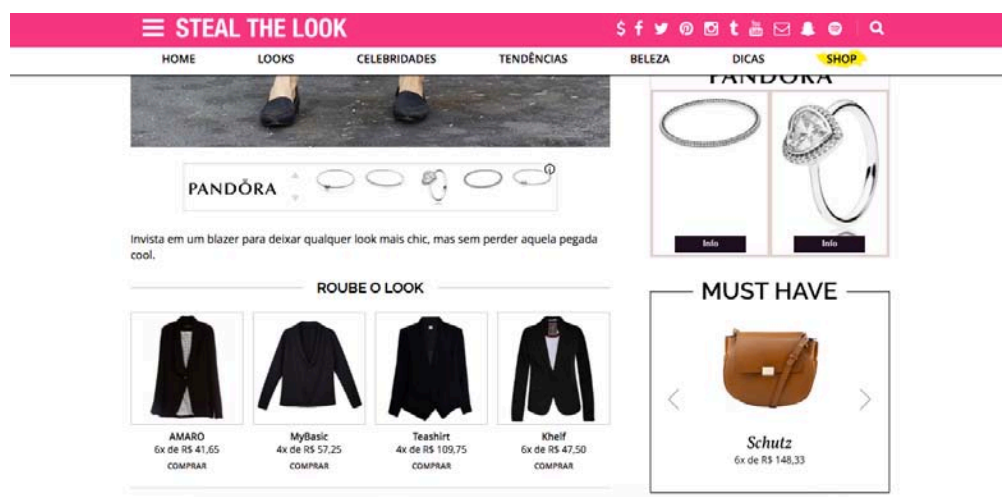 STEAL THE LOOK
HOME LOOKS CELEBRIDADES TENDÊNCIAS BELEZA DICAS SHOP
PANDORA
PANDORA
Info Info
Invista em um blazer para deixar qualquer look mais chic, mas sem perder aquela pegada
cool.
ROUBE O LOOK
AMARO
6x de R$ 41,65
COMPRAR
MyBasic
4x de R$ 57,25
COMPRAR
Teashirt
4x de R$ 109,75
COMPRAR
Khelf
6x de R$ 47,50
COMPRAR
MUST HAVE
Schutz
6x de R$ 148,33